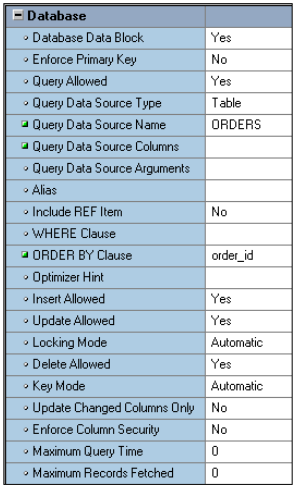 Database
Database Data Block Yes
Enforce Primary Key No
Query Allowed Yes
Query Data Source Type Table
Query Data Source Name ORDERS
Query Data Source Columns
Query Data Source Arguments
Alias
Include REF Item No
WHERE Clause
ORDER BY Clause order_id
Optimizer Hint
Insert Allowed Yes
Update Allowed Yes
Locking Mode Automatic
Delete Allowed Yes
Key Mode Automatic
Update Changed Columns Only No
Enforce Column Security No
Maximum Query Time 0
Maximum Records Fetched 0